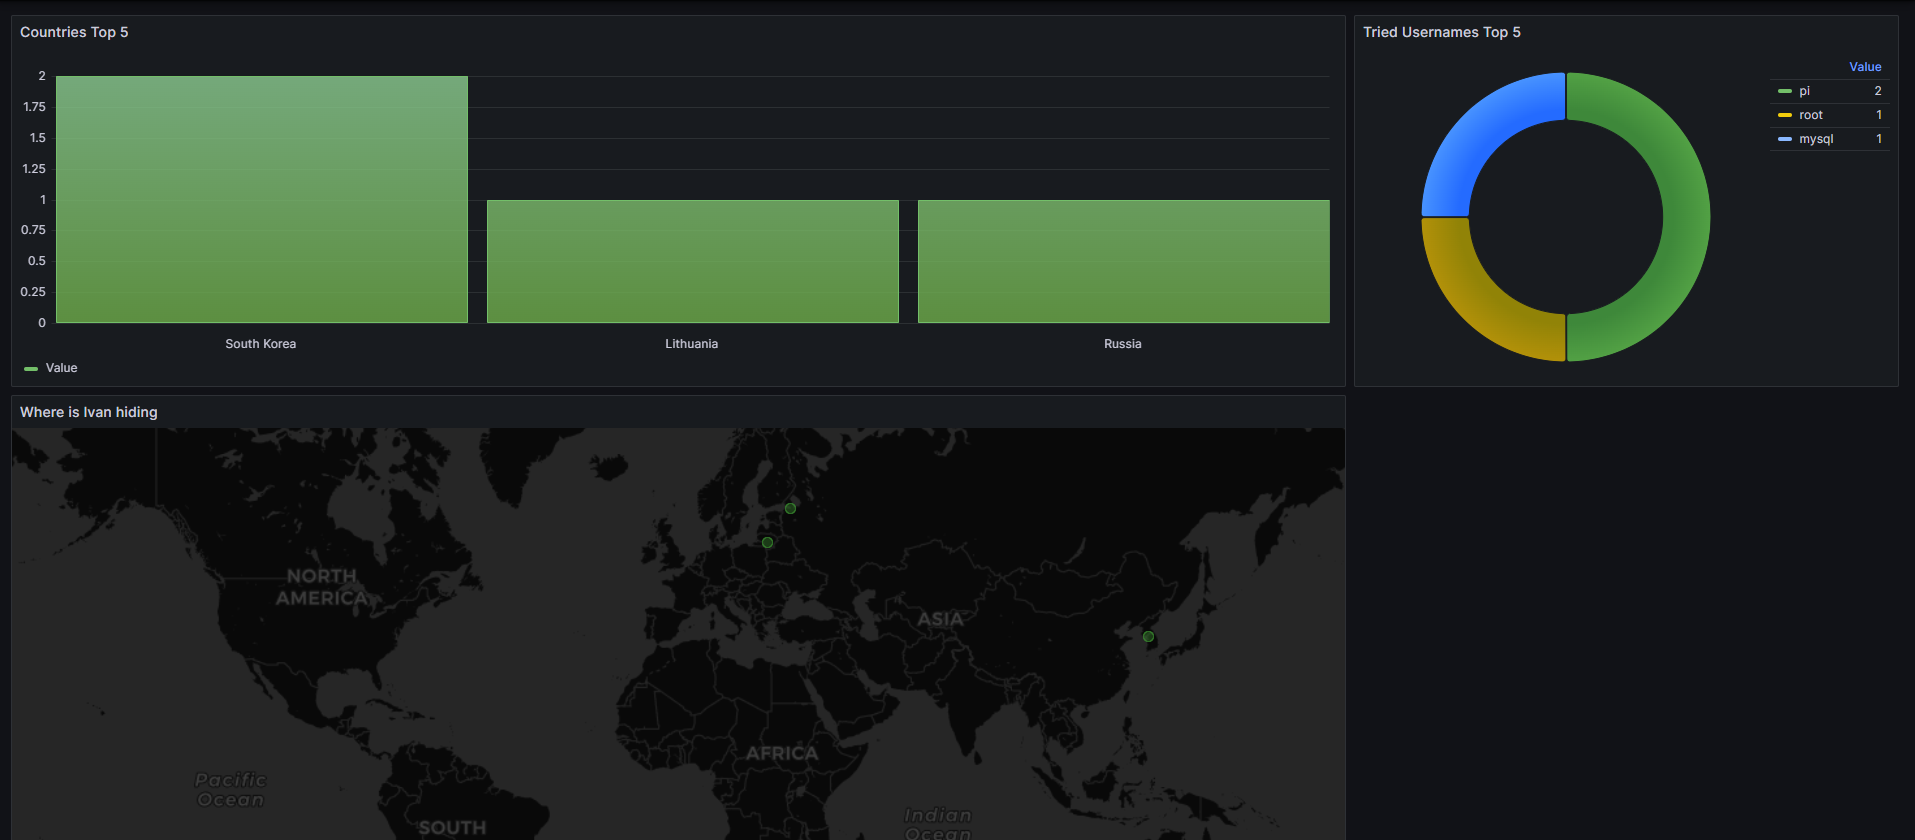 Countries Top 5
2
1.75
1.5
1.25
1
0.75
0.5
0.25
0
South Korea
Lithuania
Russia
Value
Tried Usernames Top 5
Value
pi 2
root 1
mysql 1
Where is Ivan hiding
NORTH
AMERICA
ASIA
AFRICA
Pacific
Ocean
SOUTH
Indian
Ocean